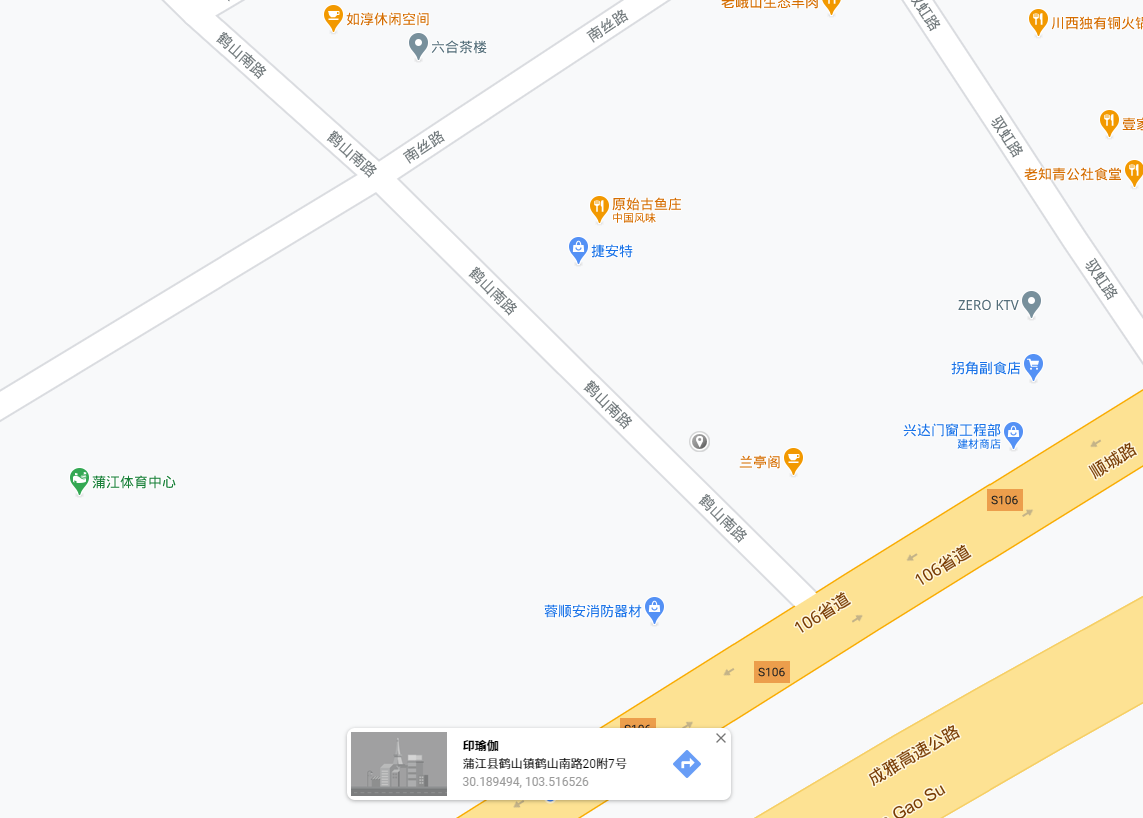 老峨山生态羊肉
如淳休闲空间
六合茶楼
南丝路
驭虹路
川西独有铜火锅
鹤山南路
鹤山南路
南丝路
驭虹路
壹家
老知青公社食堂
原始古鱼庄
中国风味
捷安特
鹤山南路
驭虹路
ZERO KTV
拐角副食店
鹤山南路
兴达门窗工程部
建材商店
兰亭阁
顺城路
蒲江体育中心
S106
鹤山南路
106省道
蓉顺安消防器材
106省道
S106
S106
印瑜伽
蒲江县鹤山镇鹤山南路20附7号
30.189494, 103.516526
成雅高速公路
Gao Su